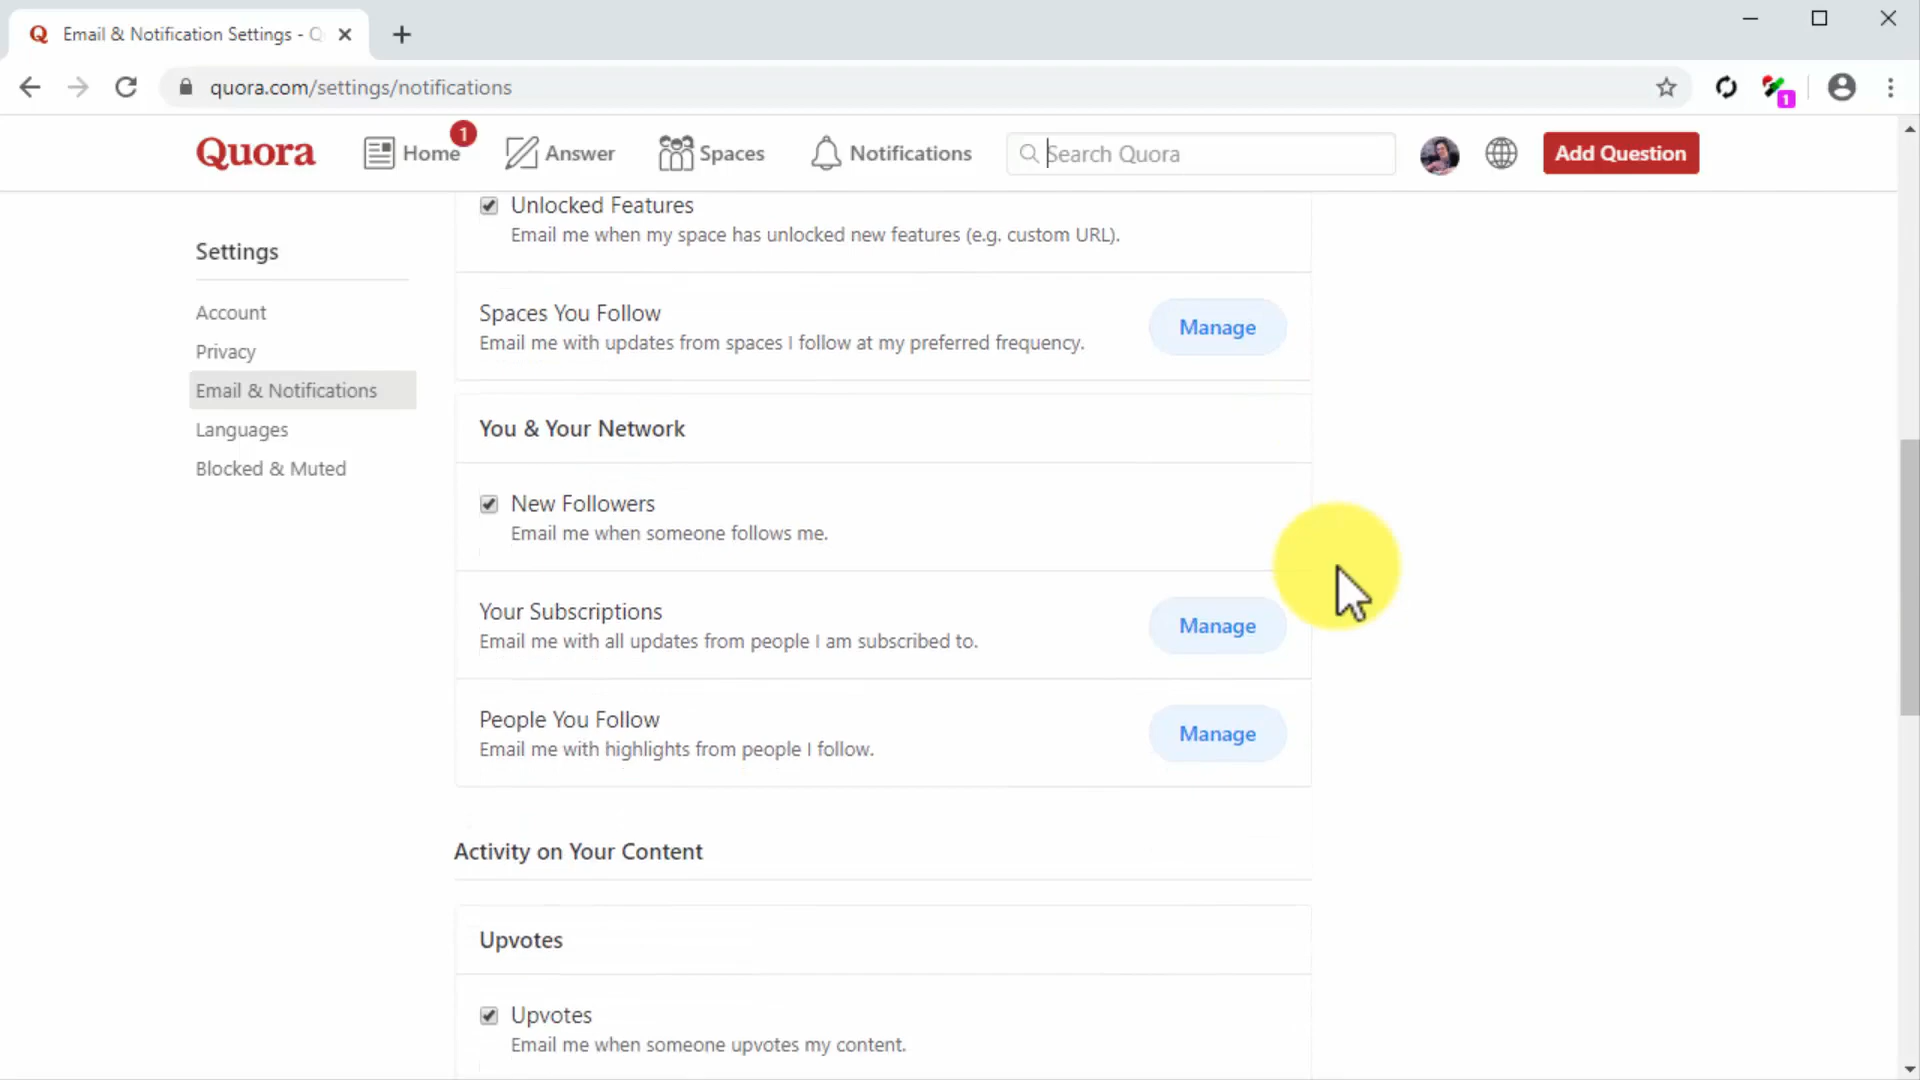 Email & Notification Settings - Q
quora.com/settings/notifications
1
Quora
Home
1
Answer
Spaces
Notifications
Search Quora
Add Question
Settings
Account
Privacy
Email & Notifications
Languages
Blocked & Muted
Unlocked Features
Email me when my space has unlocked new features (e.g. custom URL).
Spaces You Follow
Email me with updates from spaces I follow at my preferred frequency.
Manage
You & Your Network
New Followers
Email me when someone follows me.
Your Subscriptions
Email me with all updates from people I am subscribed to.
Manage
People You Follow
Email me with highlights from people I follow.
Manage
Activity on Your Content
Upvotes
Upvotes
Email me when someone upvotes my content.